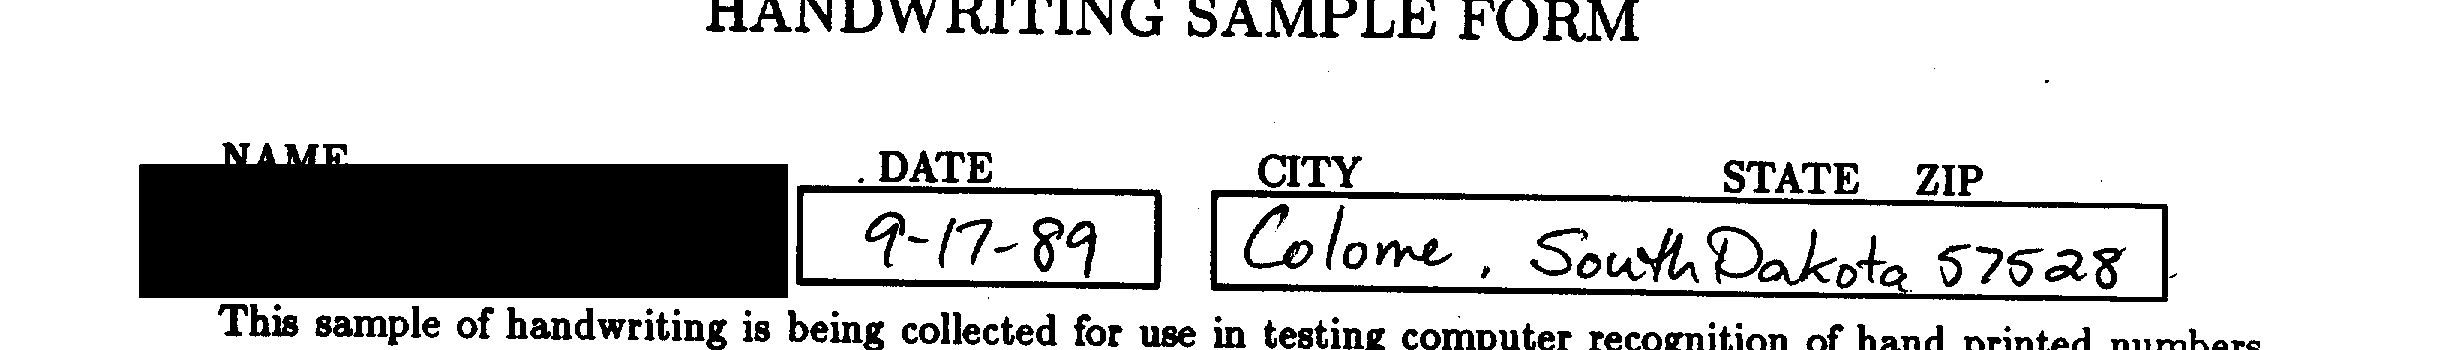 HANDWRITING SAMPLE FORM
NAME DATE CITY STATE ZIP
9-17-89 Colome, South Dakota 57528
This sample of handwriting is being collected for use in testing computer recognition of hand printed numbers